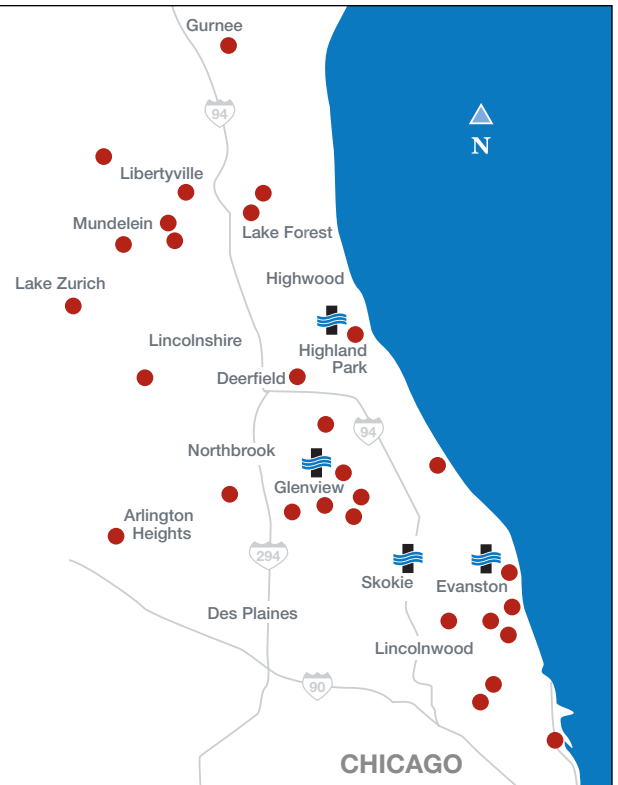 Gurnee
94
N
Libertyville
Mundelein
Lake Forest
Highwood
Lake Zurich
Lincolnshire
Highland
Park
Deerfield
94
Northbrook
Glenview
Arlington
Heights
294
Skokie
Evanston
Des Plaines
Lincolnwood
90
CHICAGO